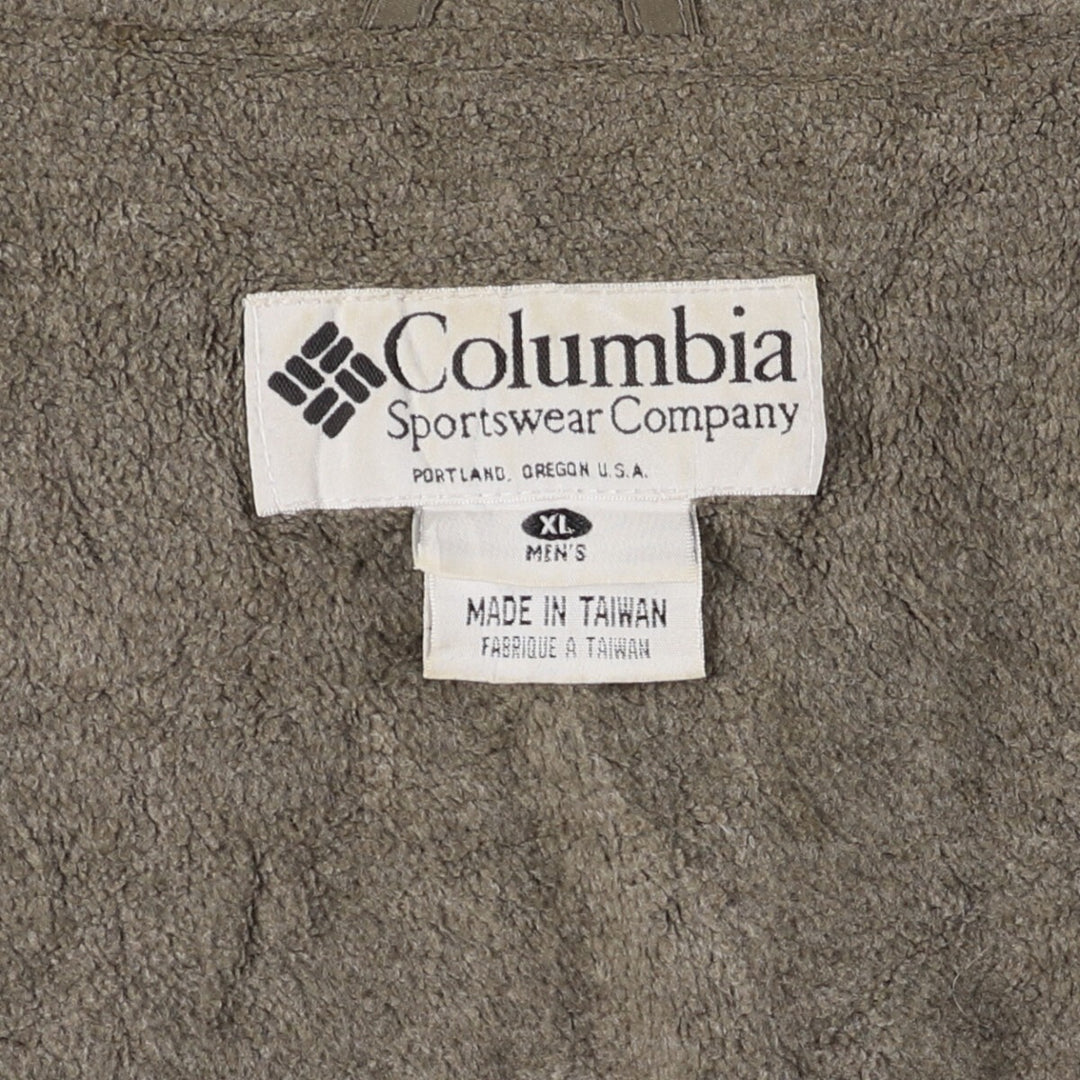 Columbia
Sportswear Company
PORTLAND, OREGON U.S.A.
XL
MEN'S
MADE IN TAIWAN
FABRIQUE A TAIWAN